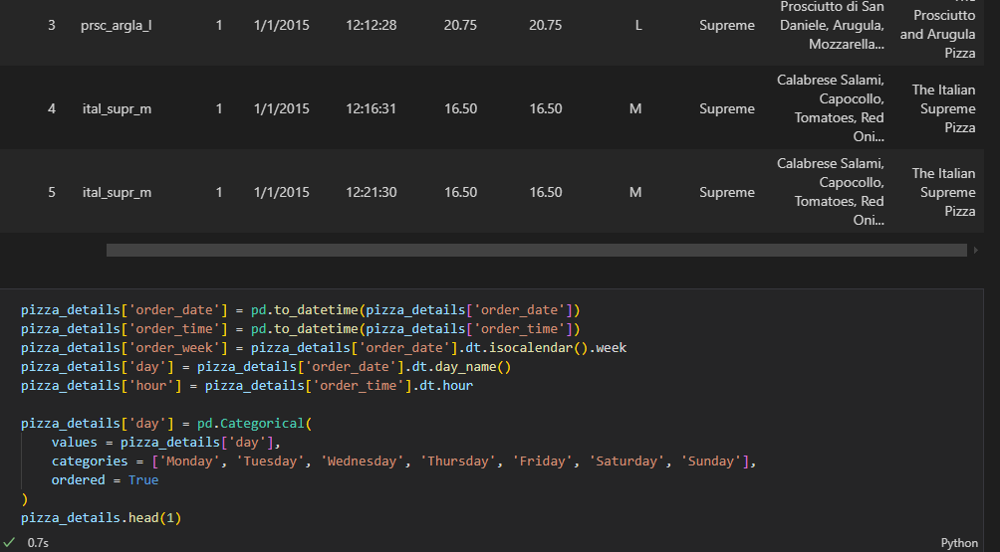 Prosciutto di San
Daniele, Arugula,
Mozzarella...
Prosciutto
and Arugula
Pizza
3 prsc_argla_l 1 1/1/2015 12:12:28 20.75 20.75 L Supreme
Calabrese Salami,
Capocollo,
Tomatoes, Red
Oni...
The Italian
Supreme
Pizza
4 ital_supr_m 1 1/1/2015 12:16:31 16.50 16.50 M Supreme
Calabrese Salami,
Capocollo,
Tomatoes, Red
Oni...
The Italian
Supreme
Pizza
5 ital_supr_m 1 1/1/2015 12:21:30 16.50 16.50 M Supreme
pizza_details['order_date'] = pd.to_datetime(pizza_details['order_date'])
pizza_details['order_time'] = pd.to_datetime(pizza_details['order_time'])
pizza_details['order_week'] = pizza_details['order_date'].dt.isocalendar().week
pizza_details['day'] = pizza_details['order_date'].dt.day_name()
pizza_details['hour'] = pizza_details['order_time'].dt.hour
pizza_details['day'] = pd.Categorical(
    values = pizza_details['day'],
    categories = ['Monday', 'Tuesday', 'Wednesday', 'Thursday', 'Friday', 'Saturday', 'Sunday'],
    ordered = True
)
pizza_details.head(1)
0.7s
Python